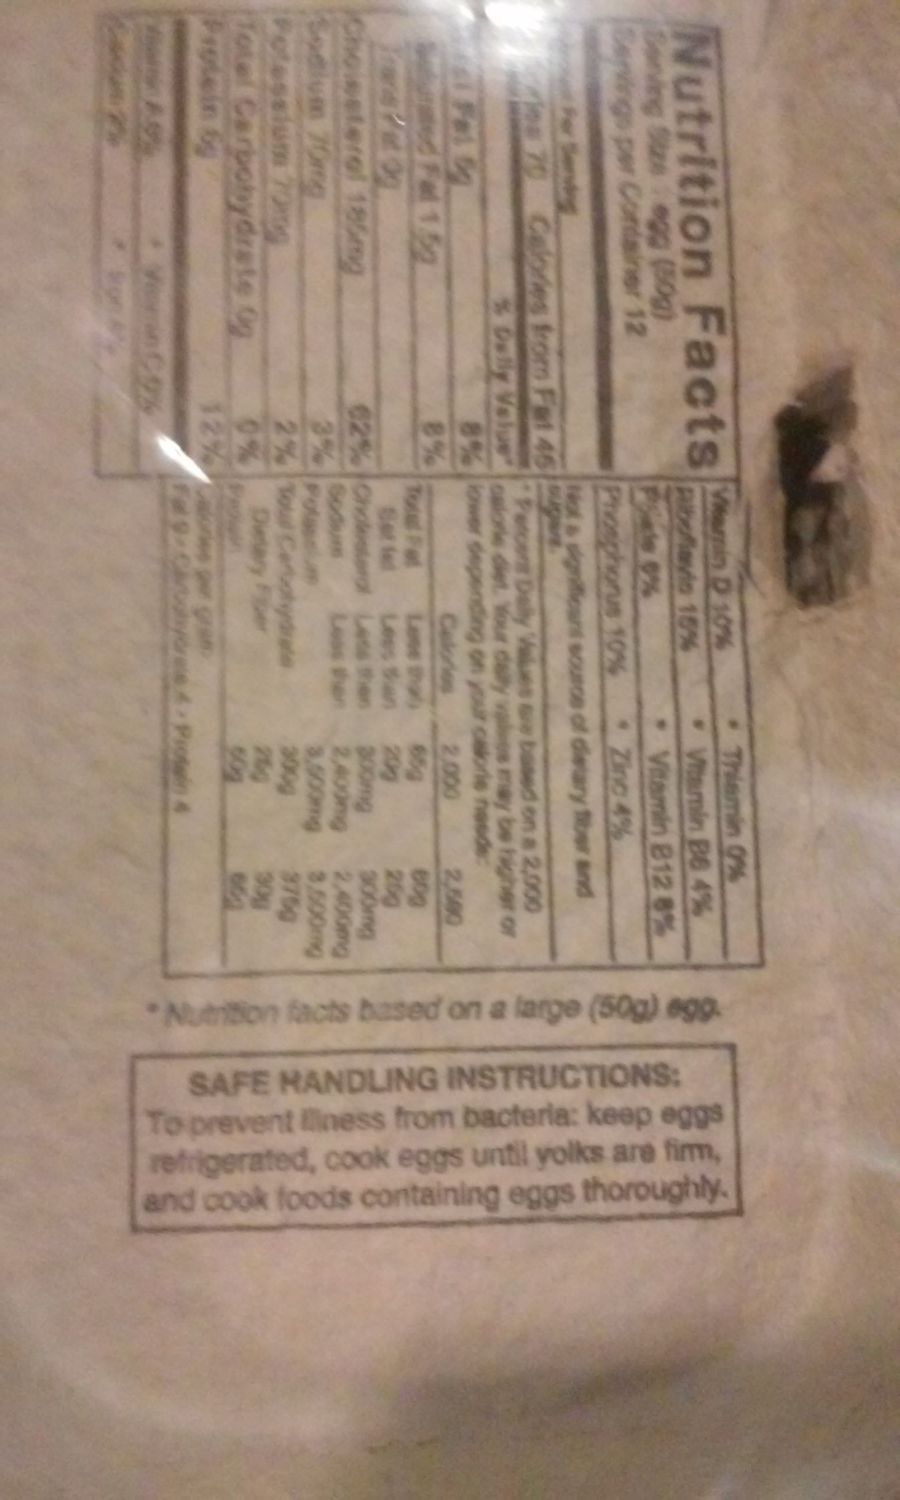 Nutrition Facts
Serving Size egg (50g)
Servings per Container 12
Per Serving
70 Calories from Fat 45
% Daily Value*
Fat 5g 8%
Fat 1.5g 8%
Fat 0g
Cholesterol 185mg 62%
Sodium 70mg 3%
Potassium 2%
Total Carbohydrate 0g 0%
Protein 6g 12%
Vitamin D 10% • Thiamin 0%
Riboflavin 15% • Vitamin B6 4%
Folate 6% • Vitamin B12 8%
Phosphorus 10% • Zinc 4%
Not a significant source of dietary fiber and
sugars.
* Percent Daily Values are based on a 2,000
calorie diet. Your daily values may be higher or
lower depending on your calorie needs:
Calories 2,000
Total Fat Less than 65g 80g
Sat fat Less than 20g 25g
Cholesterol Less than 300mg 300mg
Sodium Less than 2,400mg 2,400mg
Potassium 3,500mg 3,500mg
Total Carbohydrate 300g 375g
Dietary Fiber 25g 30g
Protein 50g 65g
Calories per gram:
Fat 9 • Carbohydrate 4 • Protein 4
* Nutrition facts based on a large (50g) egg.
SAFE HANDLING INSTRUCTIONS:
To prevent illness from bacteria: keep eggs
refrigerated, cook eggs until yolks are firm,
and cook foods containing eggs thoroughly.